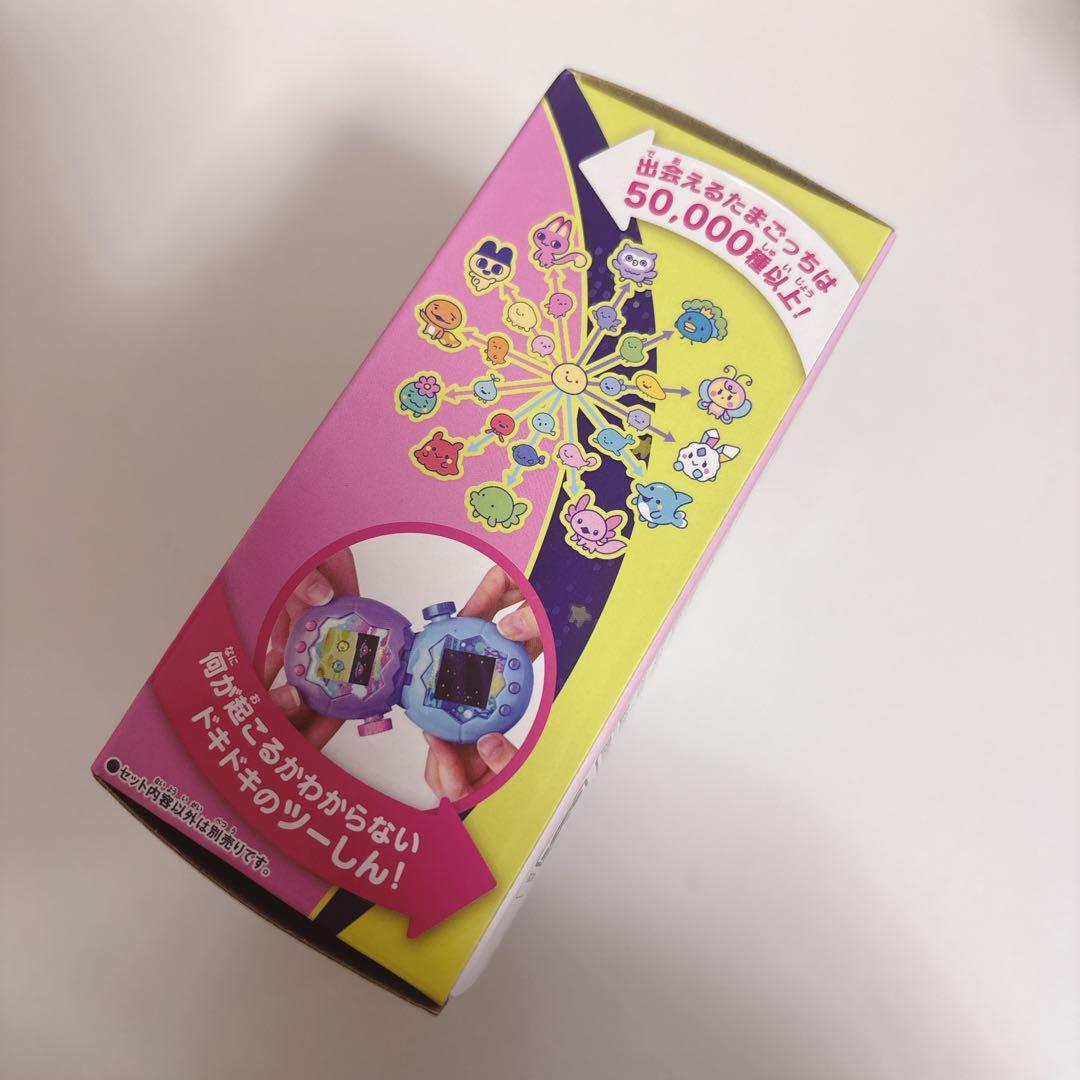 出会えるたまごっちは
50,000種以上!
何が起こるかわからない
ドキドキのツーしん!
●セット内容以外は別売りです。